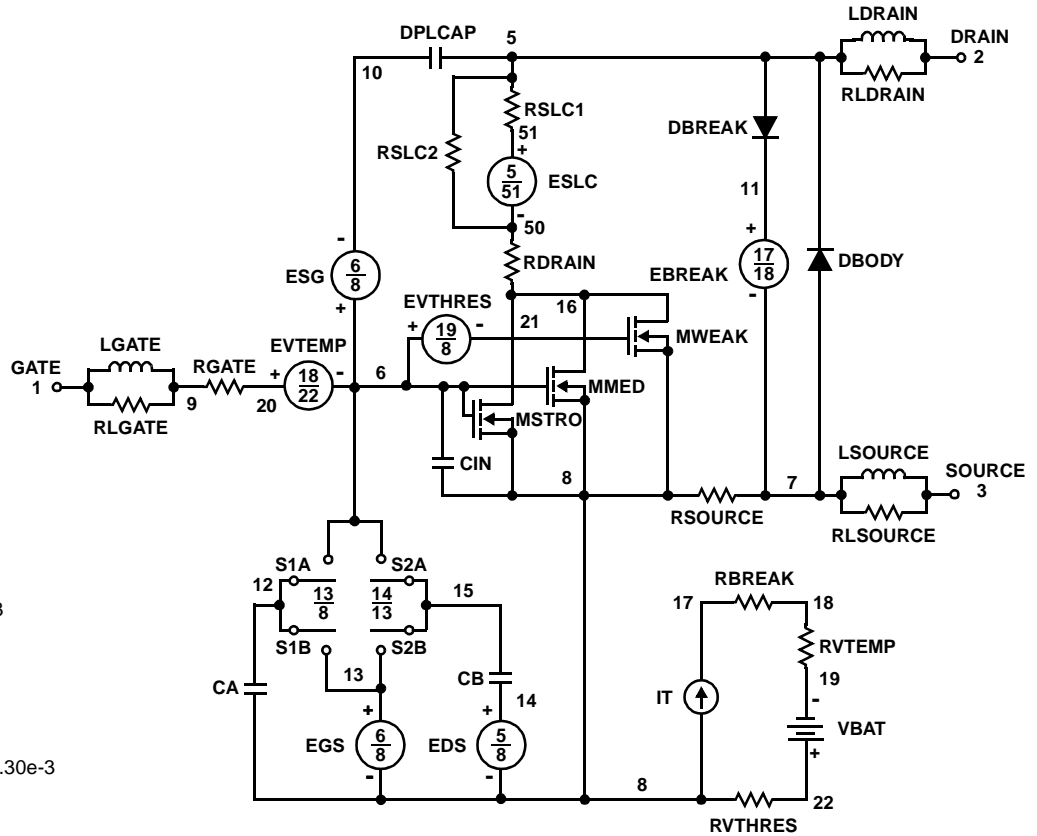 LDRAIN
DPLCAP
5
DRAIN
2
10
RLDRAIN
RSLC1
51
DBREAK
RSLC2
+
5
51
ESLC
11
-
50
-
+
RDRAIN
17
18
DBODY
6
8
ESG
EBREAK
EVTHRES
+
16
-
+
19
8
-
21
MWEAK
LGATE
EVTEMP
GATE
1
RGATE
+
18
22
-
6
MMED
9
20
MSTRO
RLGATE
LSOURCE
CIN
8
7
SOURCE
3
RSOURCE
RLSOURCE
S1A
S2A
12
13
8
14
13
15
RBREAK
17
18
3
S1B
S2B
RVTEMP
13
CB
19
CA
14
IT
-
+
+
VBAT
EGS
6
8
EDS
5
8
+
-
-
.30e-3
8
22
RVTHRES